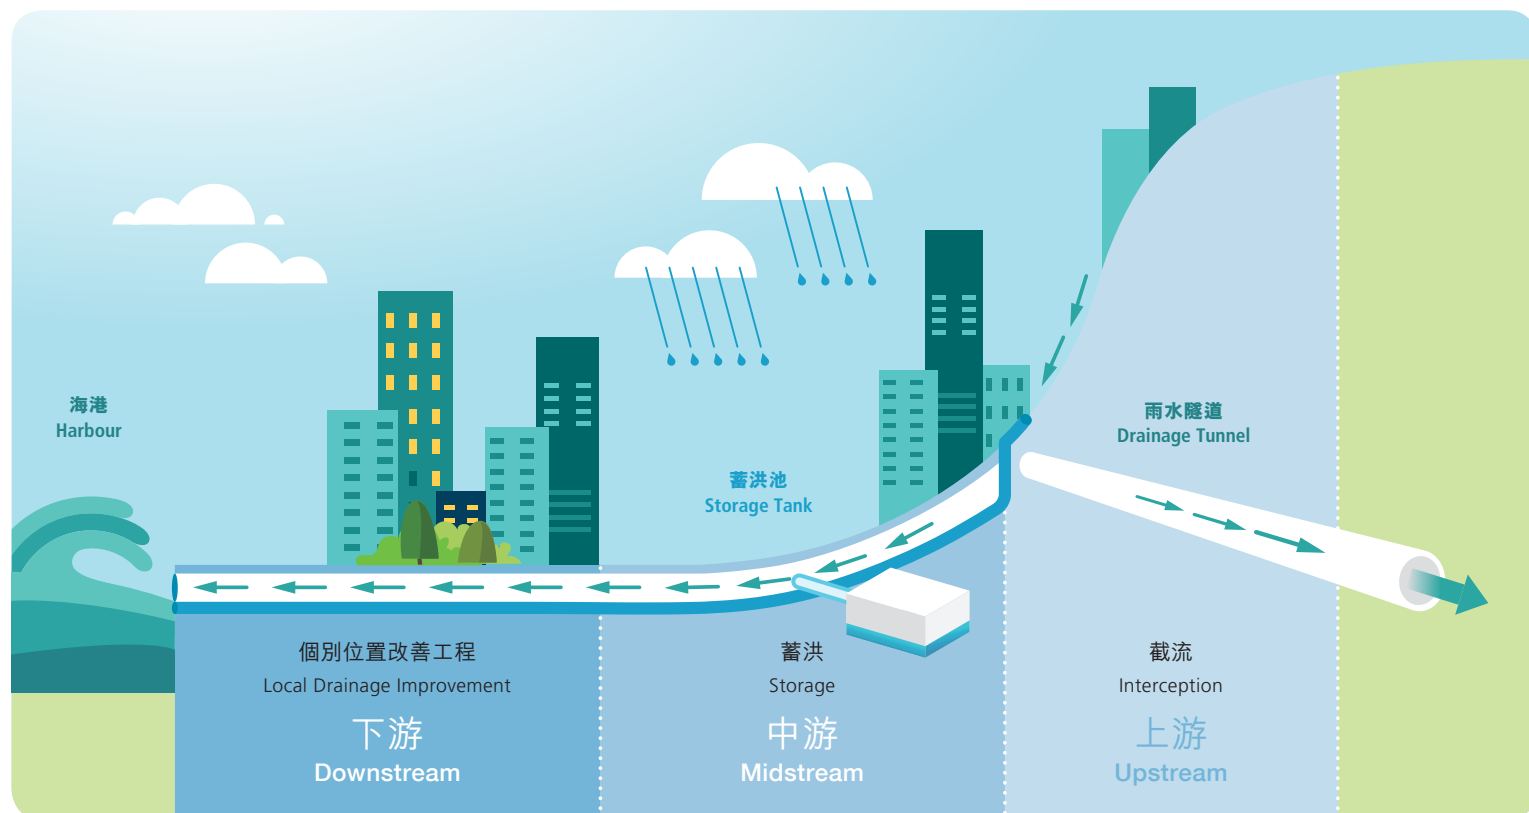 海港
Harbour
蓄洪池
Storage Tank
雨水隧道
Drainage Tunnel
個別位置改善工程
Local Drainage Improvement
下游
Downstream
蓄洪
Storage
中游
Midstream
截流
Interception
上游
Upstream